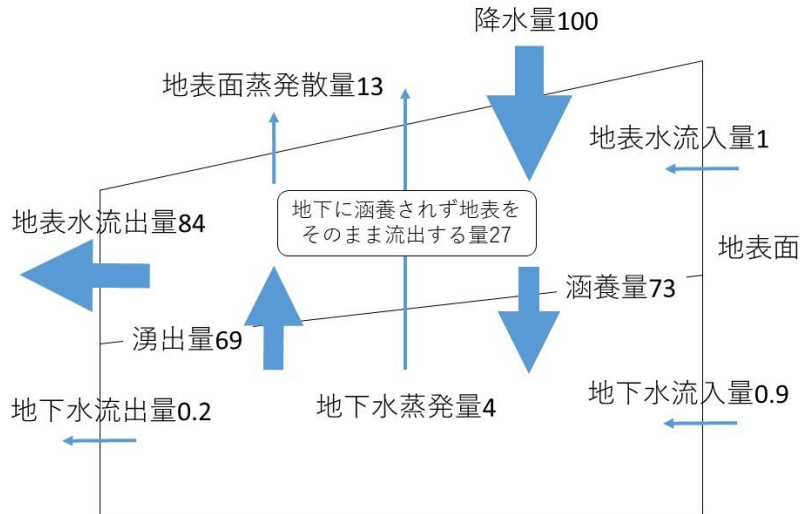 降水量100
地表面蒸発散量13
地表水流入量1
地下に涵養されず地表を
そのまま流出する量27
地表水流出量84
地表面
涵養量73
湧出量69
地下水流出量0.2
地下水蒸発量4
地下水流入量0.9